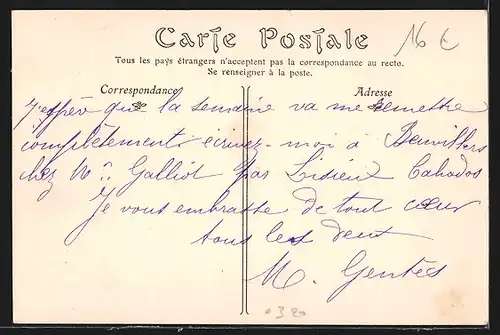 Carte Postale
16 €
Tous les pays étrangers n'acceptent pas la correspondance au recto.
Se renseigner à la poste.
Correspondance
Adresse
J'espère que la semaine va me remettre
complètement écrivez-moi à Beuvillers
chez Mr Galliot par Lisieux Calvados
Je vous embrasse de tout cœur
tous les deux
M. Gentès